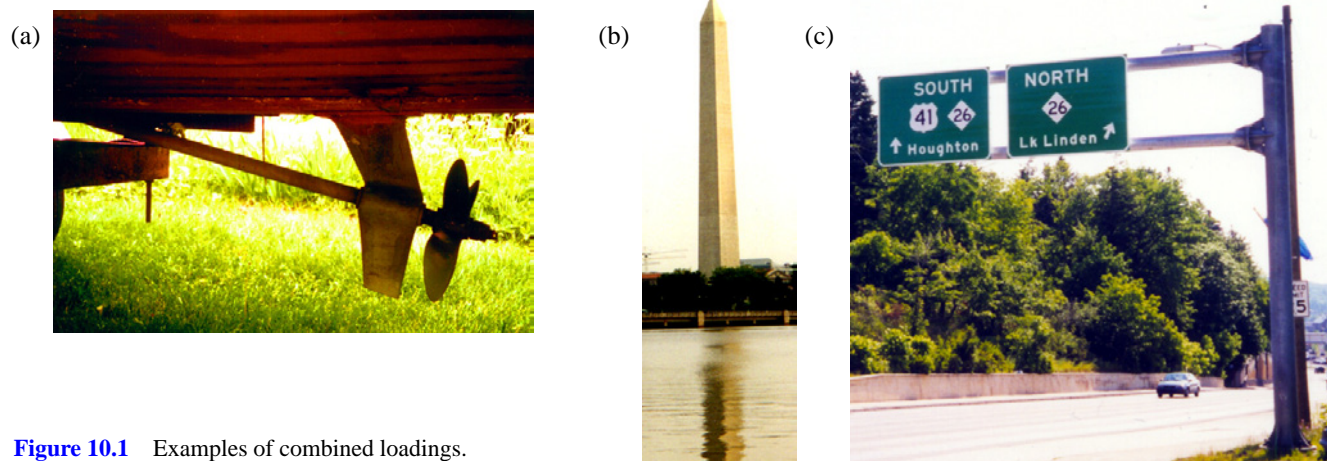 (a)
(b)
(c)
SOUTH
41 26
Houghton
NORTH
26
Lk Linden
5
Figure 10.1 Examples of combined loadings.